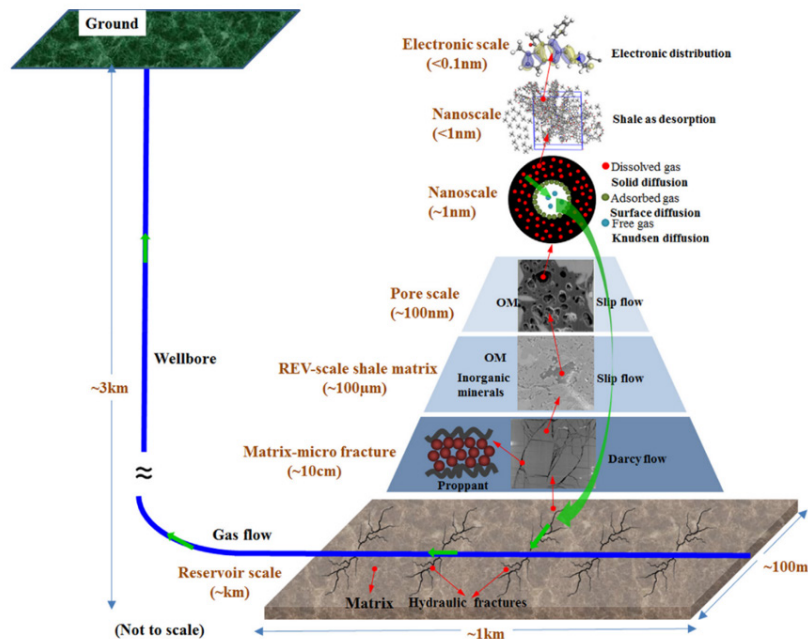 Ground
Electronic scale
(<0.1nm)
Electronic distribution
Nanoscale
(<1nm)
Shale as desorption
Nanoscale
(~1nm)
Dissolved gas
Solid diffusion
Adsorbed gas
Surface diffusion
Free gas
Knudsen diffusion
Pore scale
(~100nm)
OM
Slip flow
Wellbore
~3km
REV-scale shale matrix
(~100μm)
OM
Inorganic
minerals
Slip flow
Matrix-micro fracture
(~10cm)
Proppant
Darcy flow
≈
Gas flow
Reservoir scale
(~km)
Matrix
Hydraulic fractures
~100m
(Not to scale)
~1km